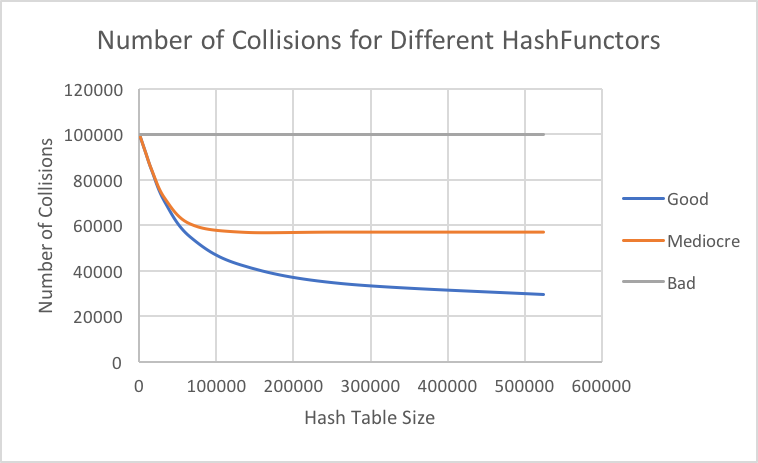 Number of Collisions for Different HashFunctors
120000
100000
80000
60000
40000
20000
0
Number of Collisions
0 100000 200000 300000 400000 500000 600000
Hash Table Size
Good
Mediocre
Bad